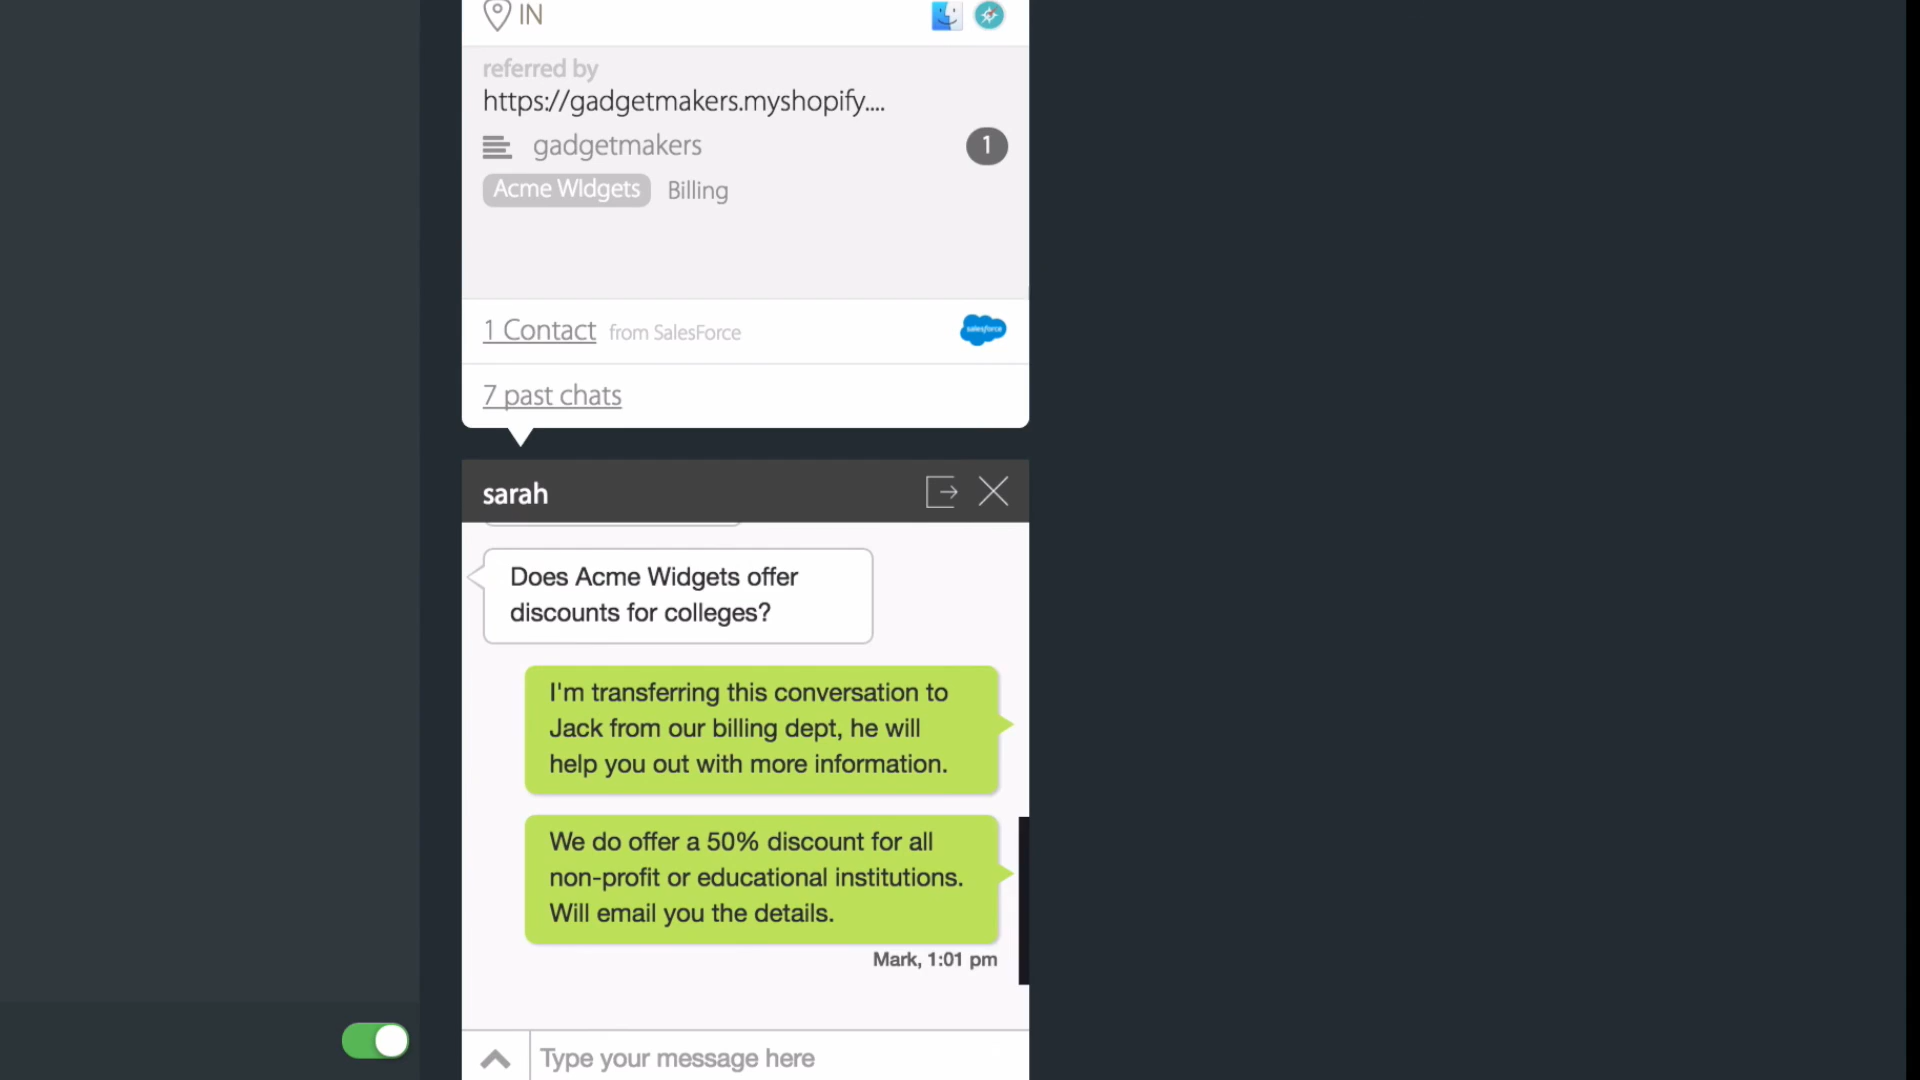 IN
referred by
https://gadgetmakers.myshopify....
gadgetmakers
1
Acme WIdgets Billing
1 Contact from SalesForce
salesforce
7 past chats
sarah
Does Acme Widgets offer
discounts for colleges?
I'm transferring this conversation to
Jack from our billing dept, he will
help you out with more information.
We do offer a 50% discount for all
non-profit or educational institutions.
Will email you the details.
Mark, 1:01 pm
Type your message here